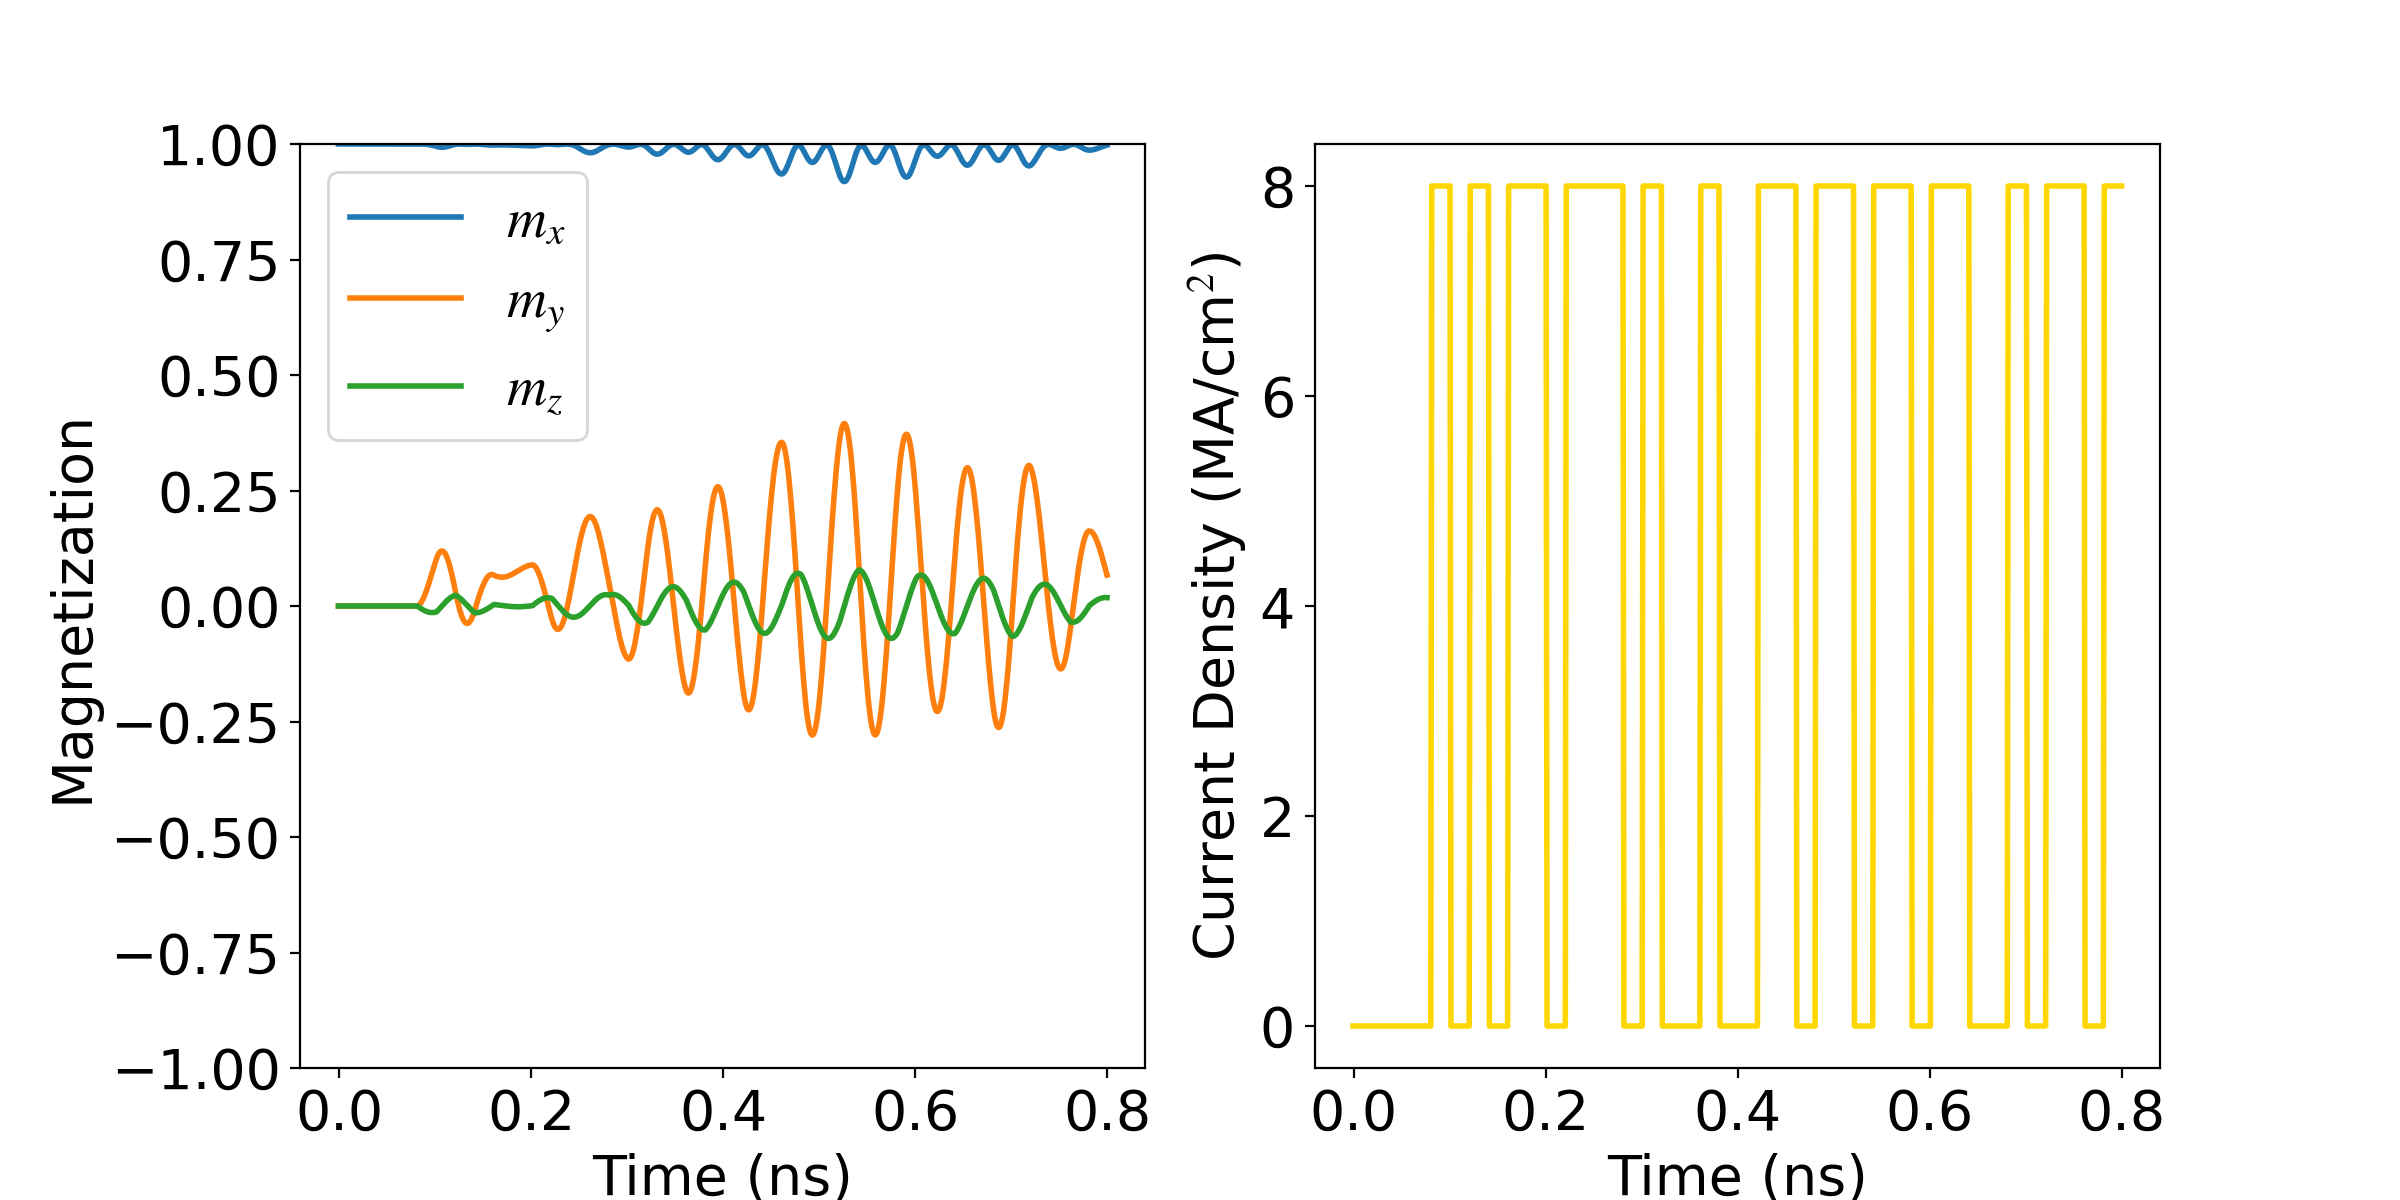 1.00
0.75
0.50
0.25
0.00
−0.25
−0.50
−0.75
−1.00
Magnetization
m_x
m_y
m_z
0.0 0.2 0.4 0.6 0.8
Time (ns)
8
6
4
2
0
Current Density (MA/cm²)
0.0 0.2 0.4 0.6 0.8
Time (ns)